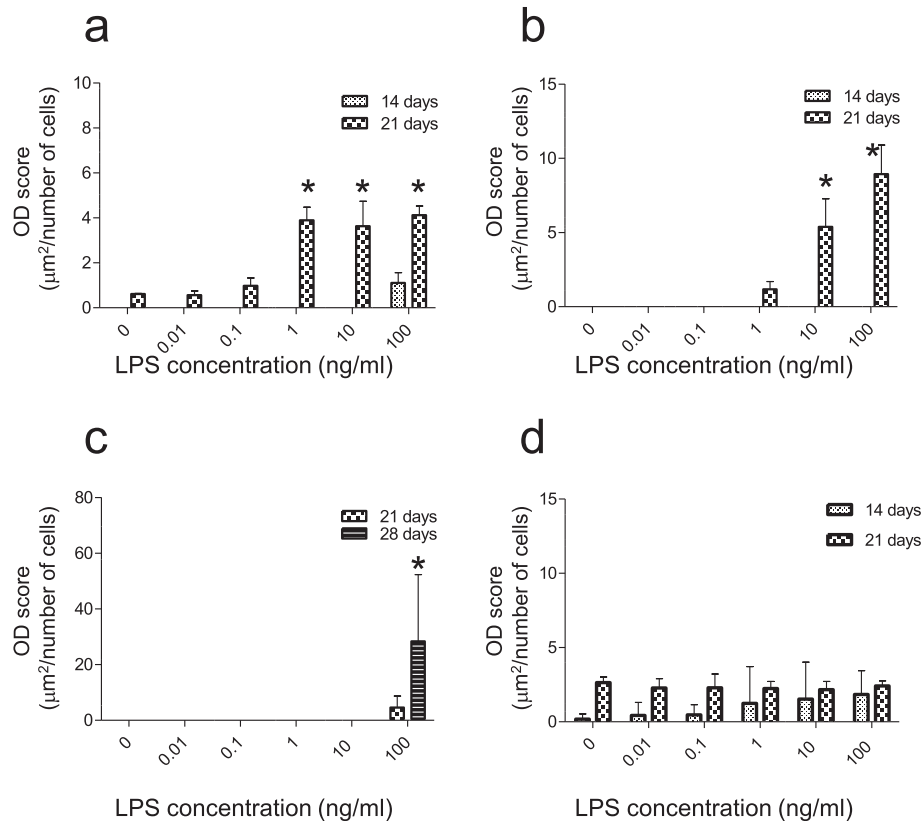 a
10
8
6
4
2
0
OD score
(μm²/number of cells)
14 days
21 days
*
*
*
0
0.01
0.1
1
10
100
LPS concentration (ng/ml)
b
15
10
5
0
OD score
(μm²/number of cells)
14 days
21 days
*
*
0
0.01
0.1
1
10
100
LPS concentration (ng/ml)
c
80
60
40
20
0
OD score
(μm²/number of cells)
21 days
28 days
*
0
0.01
0.1
1
10
100
LPS concentration (ng/ml)
d
15
10
5
0
OD score
(μm²/number of cells)
14 days
21 days
0
0.01
0.1
1
10
100
LPS concentration (ng/ml)